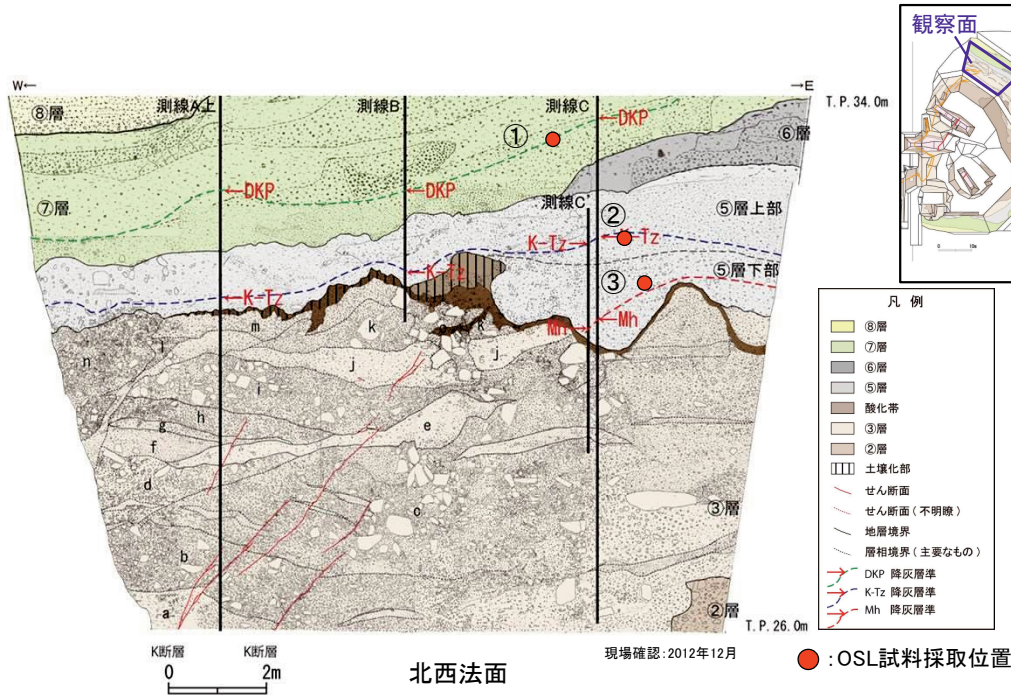 観察面
W←
→E
T.P. 34.0m
測線A上
測線B
測線C
⑧層
←DKP
①
⑥層
←DKP
←DKP
⑦層
測線C'
⑤層上部
②
K-Tz→
←K-Tz
←K-Tz
←K-Tz
⑤層下部
③
Mh→
←Mh
m
k
k
l
n
j
j
i
h
g
e
f
d
c
③層
b
a
②層
T.P. 26.0m
凡 例
⑧層
⑦層
⑥層
⑤層
酸化帯
③層
②層
土壌化部
せん断面
せん断面(不明瞭)
地層境界
層相境界(主要なもの)
DKP 降灰層準
K-Tz 降灰層準
Mh 降灰層準
0 10m
K断層
K断層
0 2m
北西法面
現場確認:2012年12月
:OSL試料採取位置